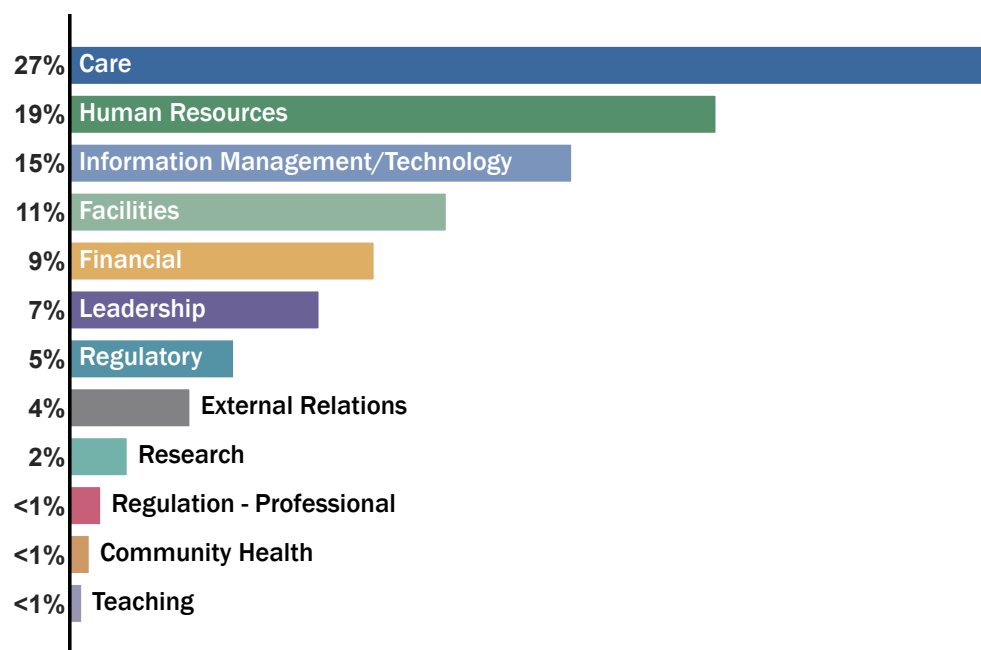 27% Care
19% Human Resources
15% Information Management/Technology
11% Facilities
9% Financial
7% Leadership
5% Regulatory
4% External Relations
2% Research
<1% Regulation - Professional
<1% Community Health
<1% Teaching